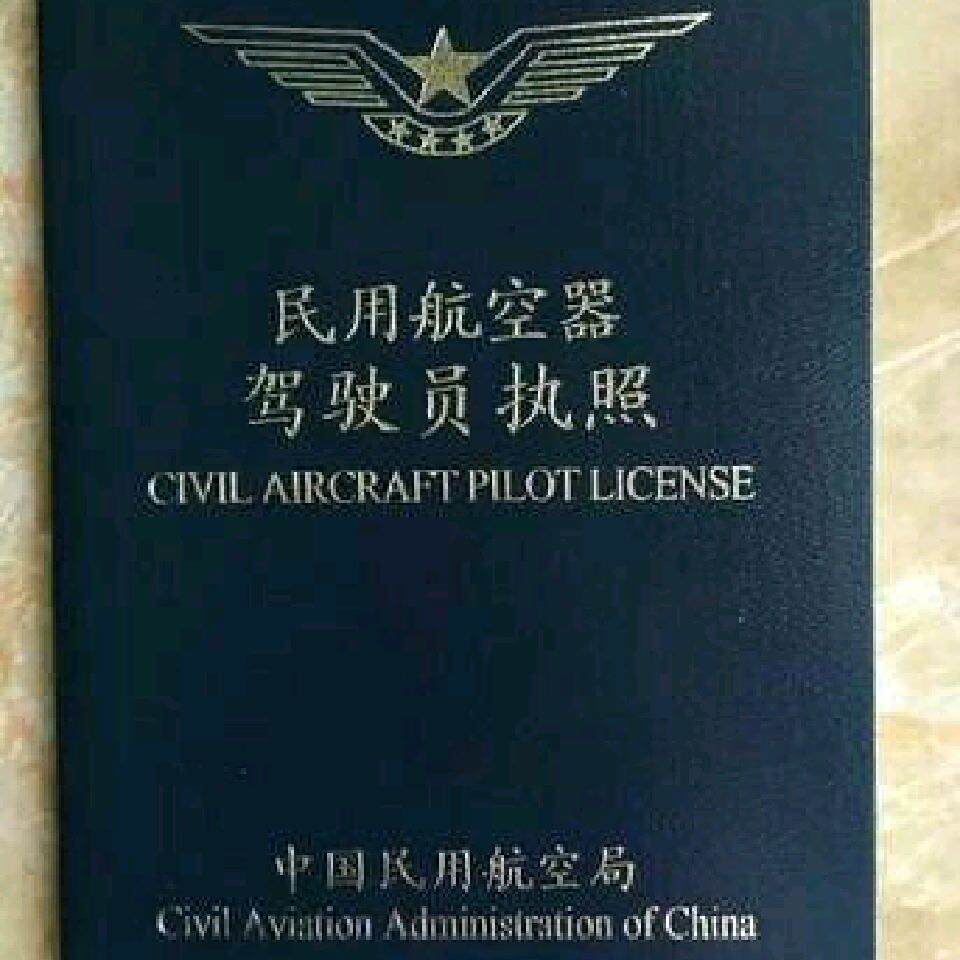 民用航空器
驾驶员执照
CIVIL AIRCRAFT PILOT LICENSE
中国民用航空局
Civil Aviation Administration of China